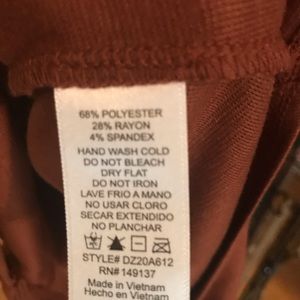 68% POLYESTER
28% RAYON
4% SPANDEX
HAND WASH COLD
DO NOT BLEACH
DRY FLAT
DO NOT IRON
LAVE FRIO A MANO
NO USAR CLORO
SECAR EXTENDIDO
NO PLANCHAR
STYLE# DZ20A612
RN#149137
Made in Vietnam
Hecho en Vietnam